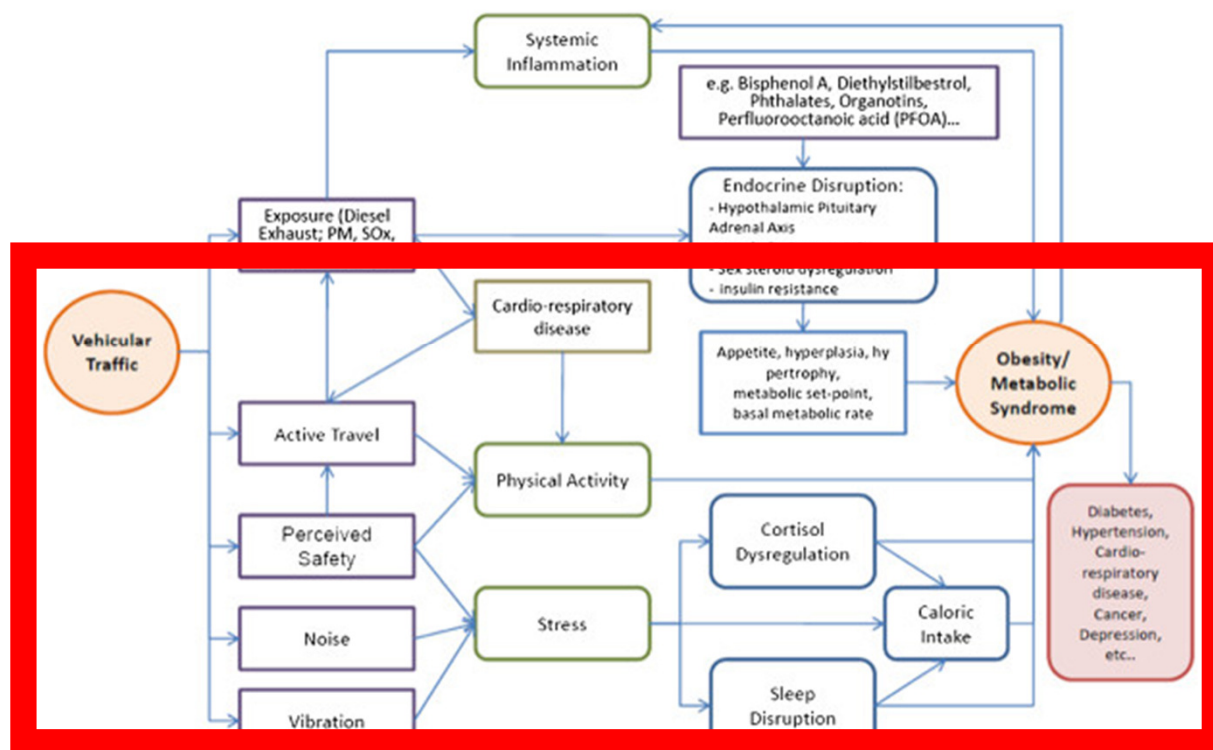 Systemic
Inflammation
e.g. Bisphenol A, Diethylstilbestrol,
Phthalates, Organotins,
Perfluorooctanoic acid (PFOA)...
Exposure (Diesel
Exhaust; PM, SOx,
Endocrine Disruption:
- Hypothalamic Pituitary
Adrenal Axis
- Sex steroid dysregulation
- insulin resistance
Vehicular
Traffic
Cardio-respiratory
disease
Appetite, hyperplasia, hy
pertrophy,
metabolic set-point,
basal metabolic rate
Obesity/
Metabolic
Syndrome
Active Travel
Physical Activity
Perceived
Safety
Cortisol
Dysregulation
Diabetes,
Hypertension,
Cardio-
respiratory
disease,
Cancer,
Depression,
etc..
Noise
Stress
Caloric
Intake
Vibration
Sleep
Disruption